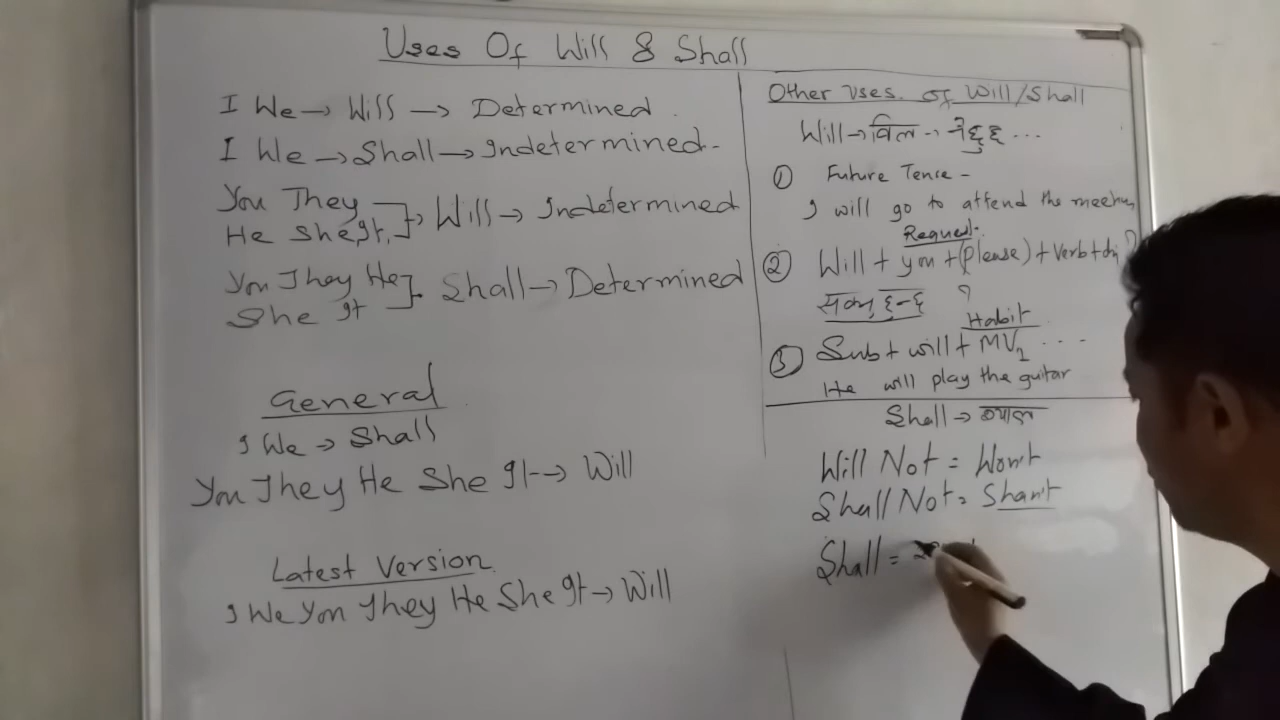 Uses Of Will & Shall
I We → Will → Determined.
I We → Shall → Indetermined.
You They
He She It. ]→ Will → Indetermined
You They He
She It ]. Shall → Determined
General
I We → Shall
You They He She It → Will
Latest Version
I We You They He She It → Will
Other uses. of Will/Shall
Will → विल →
① Future Tence -
I will go to attend the meeting
Request.
② Will + you + (please) + verb + obj ?
?
Habit
③ Sub + will + MV1 ...
He will play the guitar
Shall → श्याल
Will Not = Won't
Shall Not = Shan't
Shall =